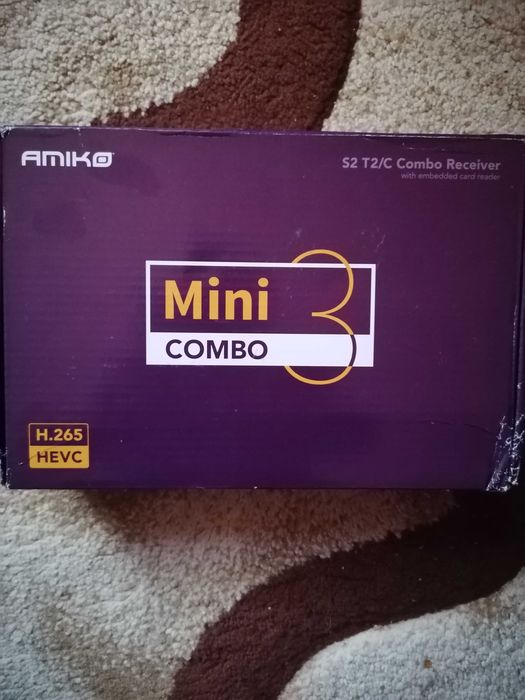 AMIKO
S2 T2/C Combo Receiver
with embedded card reader
Mini 3
COMBO
H.265
HEVC